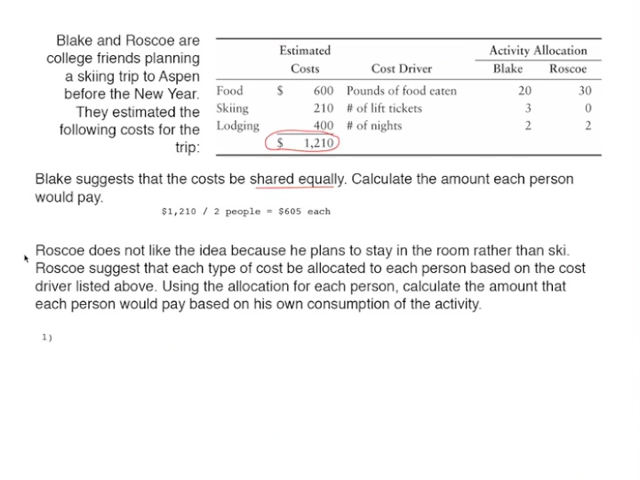 Blake and Roscoe are
college friends planning
a skiing trip to Aspen
before the New Year.
They estimated the
following costs for the
trip:
Estimated Activity Allocation
Costs Cost Driver Blake Roscoe
Food $ 600 Pounds of food eaten 20 30
Skiing 210 # of lift tickets 3 0
Lodging 400 # of nights 2 2
$ 1,210
Blake suggests that the costs be shared equally. Calculate the amount each person
would pay.
$1,210 / 2 people = $605 each
Roscoe does not like the idea because he plans to stay in the room rather than ski.
Roscoe suggest that each type of cost be allocated to each person based on the cost
driver listed above. Using the allocation for each person, calculate the amount that
each person would pay based on his own consumption of the activity.
1)